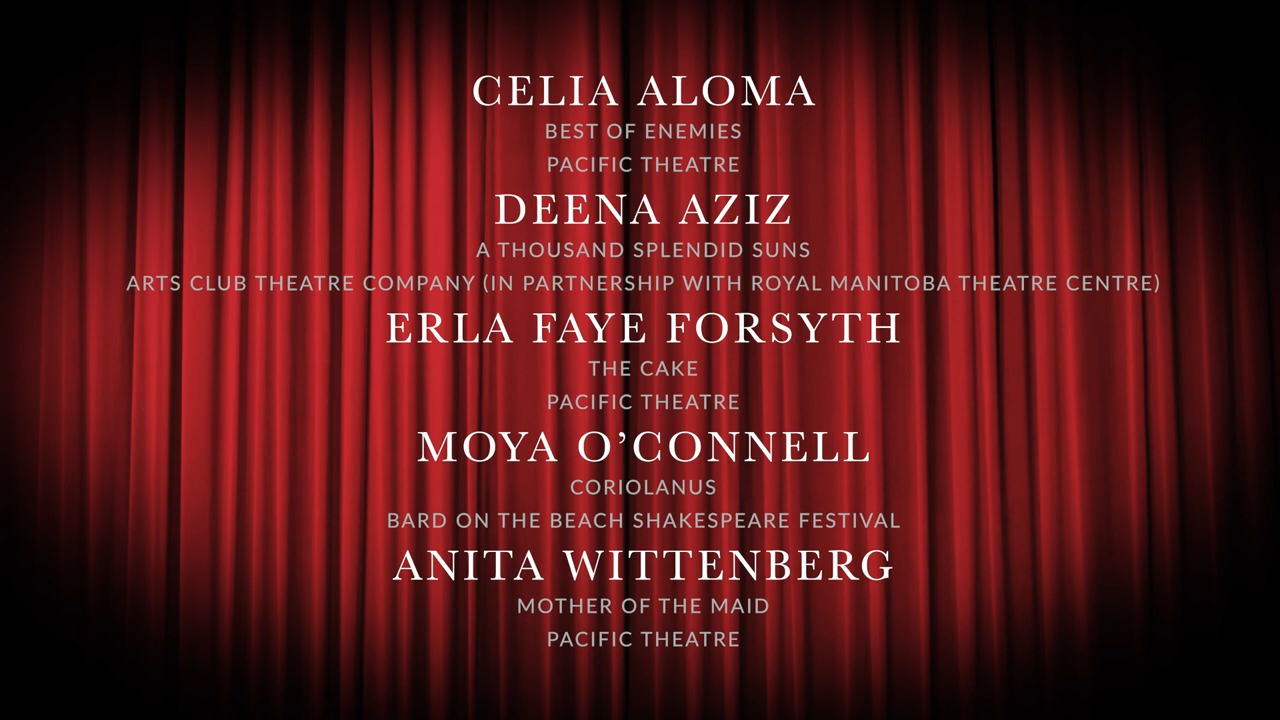 CELIA ALOMA
BEST OF ENEMIES
PACIFIC THEATRE
DEENA AZIZ
A THOUSAND SPLENDID SUNS
ARTS CLUB THEATRE COMPANY (IN PARTNERSHIP WITH ROYAL MANITOBA THEATRE CENTRE)
ERLA FAYE FORSYTH
THE CAKE
PACIFIC THEATRE
MOYA O’CONNELL
CORIOLANUS
BARD ON THE BEACH SHAKESPEARE FESTIVAL
ANITA WITTENBERG
MOTHER OF THE MAID
PACIFIC THEATRE